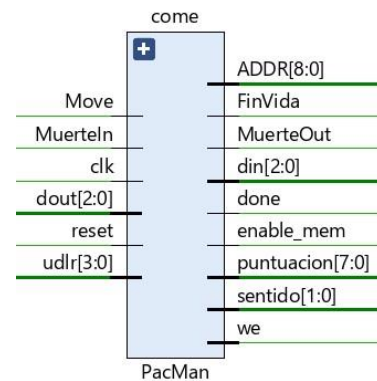 come
Move
MuerteIn
clk
dout[2:0]
reset
udlr[3:0]
ADDR[8:0]
FinVida
MuerteOut
din[2:0]
done
enable_mem
puntuacion[7:0]
sentido[1:0]
we
PacMan